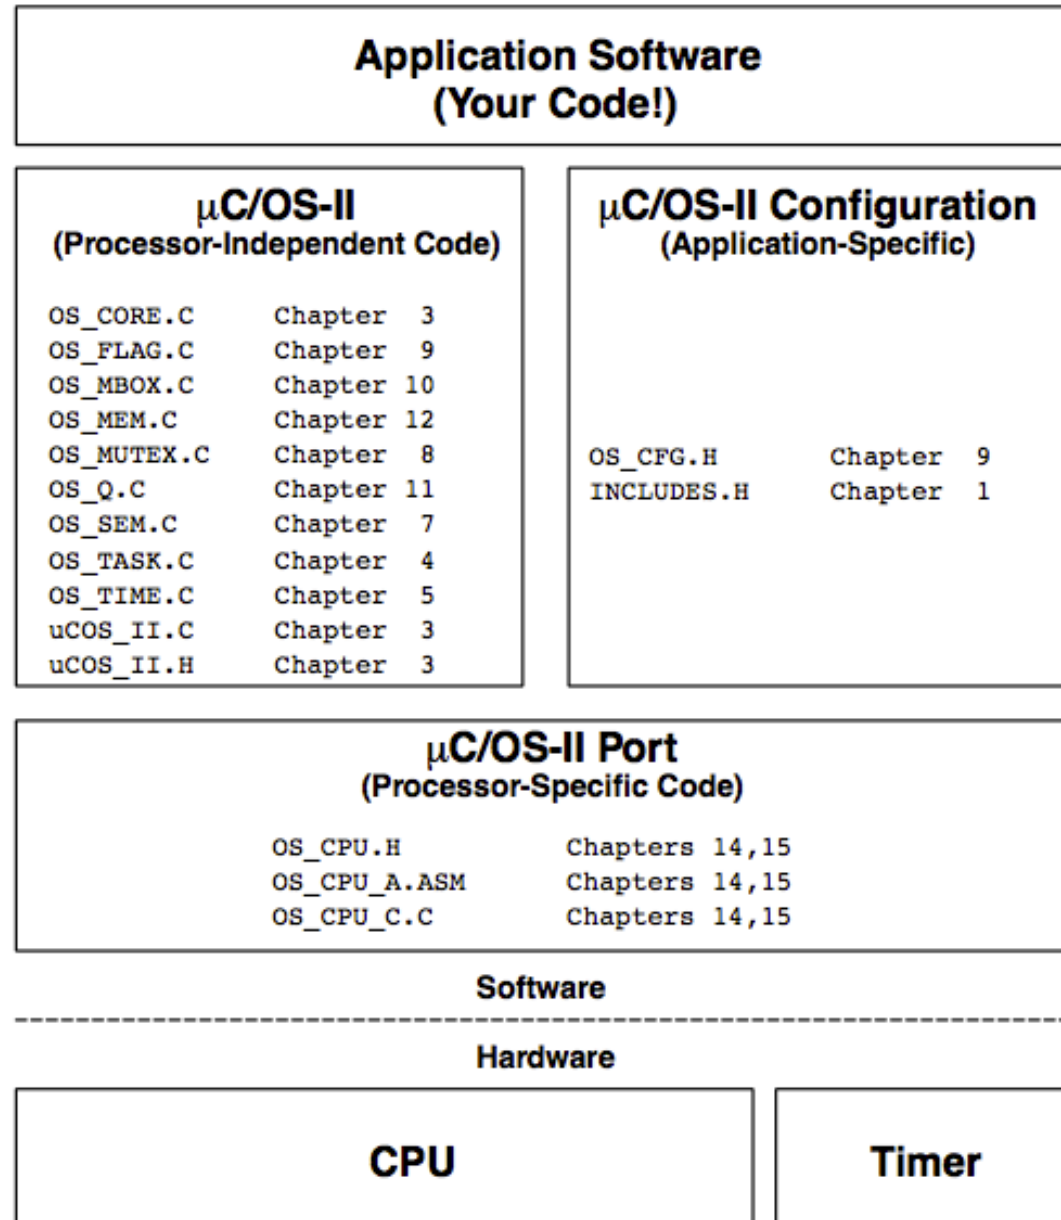 Application Software
(Your Code!)
µC/OS-II
(Processor-Independent Code)
OS_CORE.C Chapter 3
OS_FLAG.C Chapter 9
OS_MBOX.C Chapter 10
OS_MEM.C Chapter 12
OS_MUTEX.C Chapter 8
OS_Q.C Chapter 11
OS_SEM.C Chapter 7
OS_TASK.C Chapter 4
OS_TIME.C Chapter 5
uCOS_II.C Chapter 3
uCOS_II.H Chapter 3
µC/OS-II Configuration
(Application-Specific)
OS_CFG.H Chapter 9
INCLUDES.H Chapter 1
µC/OS-II Port
(Processor-Specific Code)
OS_CPU.H Chapters 14,15
OS_CPU_A.ASM Chapters 14,15
OS_CPU_C.C Chapters 14,15
Software
Hardware
CPU
Timer